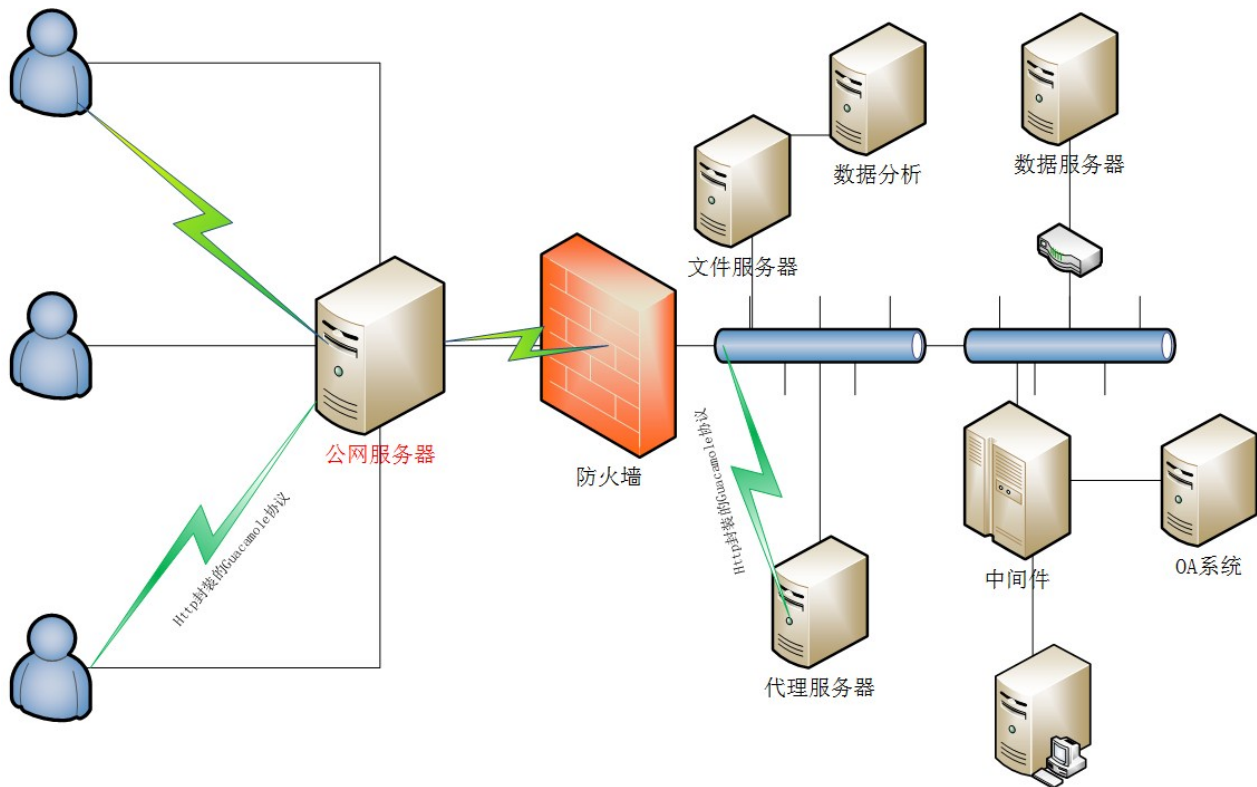 数据分析
数据服务器
文件服务器
公网服务器
防火墙
Http封装的Guacamole协议
Http封装的Guacamole协议
中间件
OA系统
代理服务器